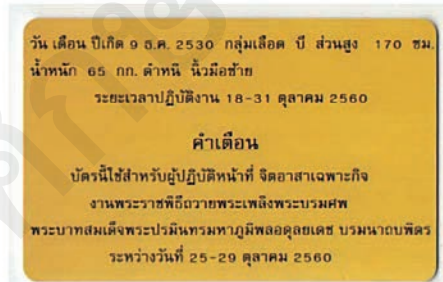 วัน เดือน ปีเกิด 9 ธ.ค. 2530 กลุ่มเลือด บี ส่วนสูง 170 ซม.
น้ำหนัก 65 กก. ตำหนิ นิ้วมือซ้าย
ระยะเวลาปฏิบัติงาน 18-31 ตุลาคม 2560
คำเตือน
บัตรนี้ใช้สำหรับผู้ปฏิบัติหน้าที่ จิตอาสาเฉพาะกิจ
งานพระราชพิธีถวายพระเพลิงพระบรมศพ
พระบาทสมเด็จพระปรมินทรมหาภูมิพลอดุลยเดช บรมนาถบพิตร
ระหว่างวันที่ 25-29 ตุลาคม 2560